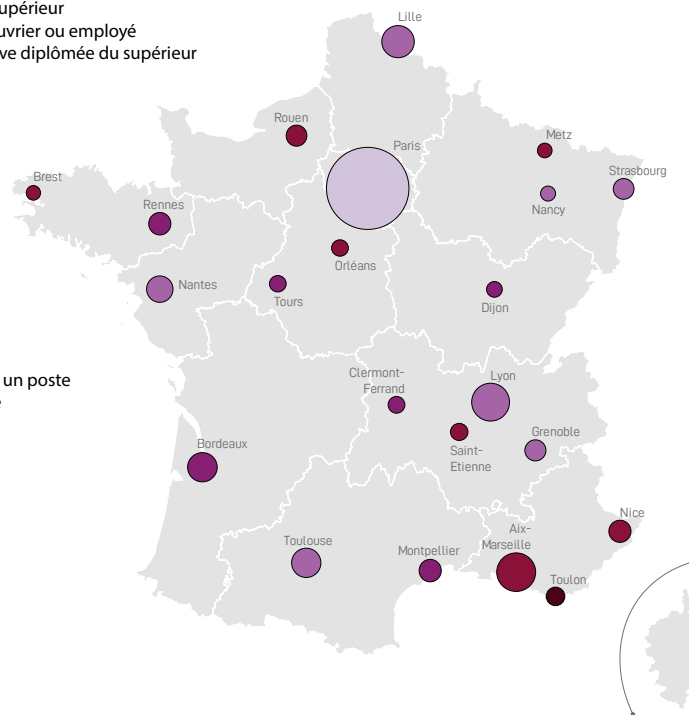 upérieur
uvrier ou employé
ve diplômée du supérieur
Lille
Rouen
Paris
Metz
Strasbourg
Brest
Nancy
Rennes
Orléans
Nantes
Tours
Dijon
un poste
Clermont-
Ferrand
Lyon
Bordeaux
Grenoble
Saint-
Etienne
Nice
Aix-
Marseille
Toulouse
Montpellier
Toulon